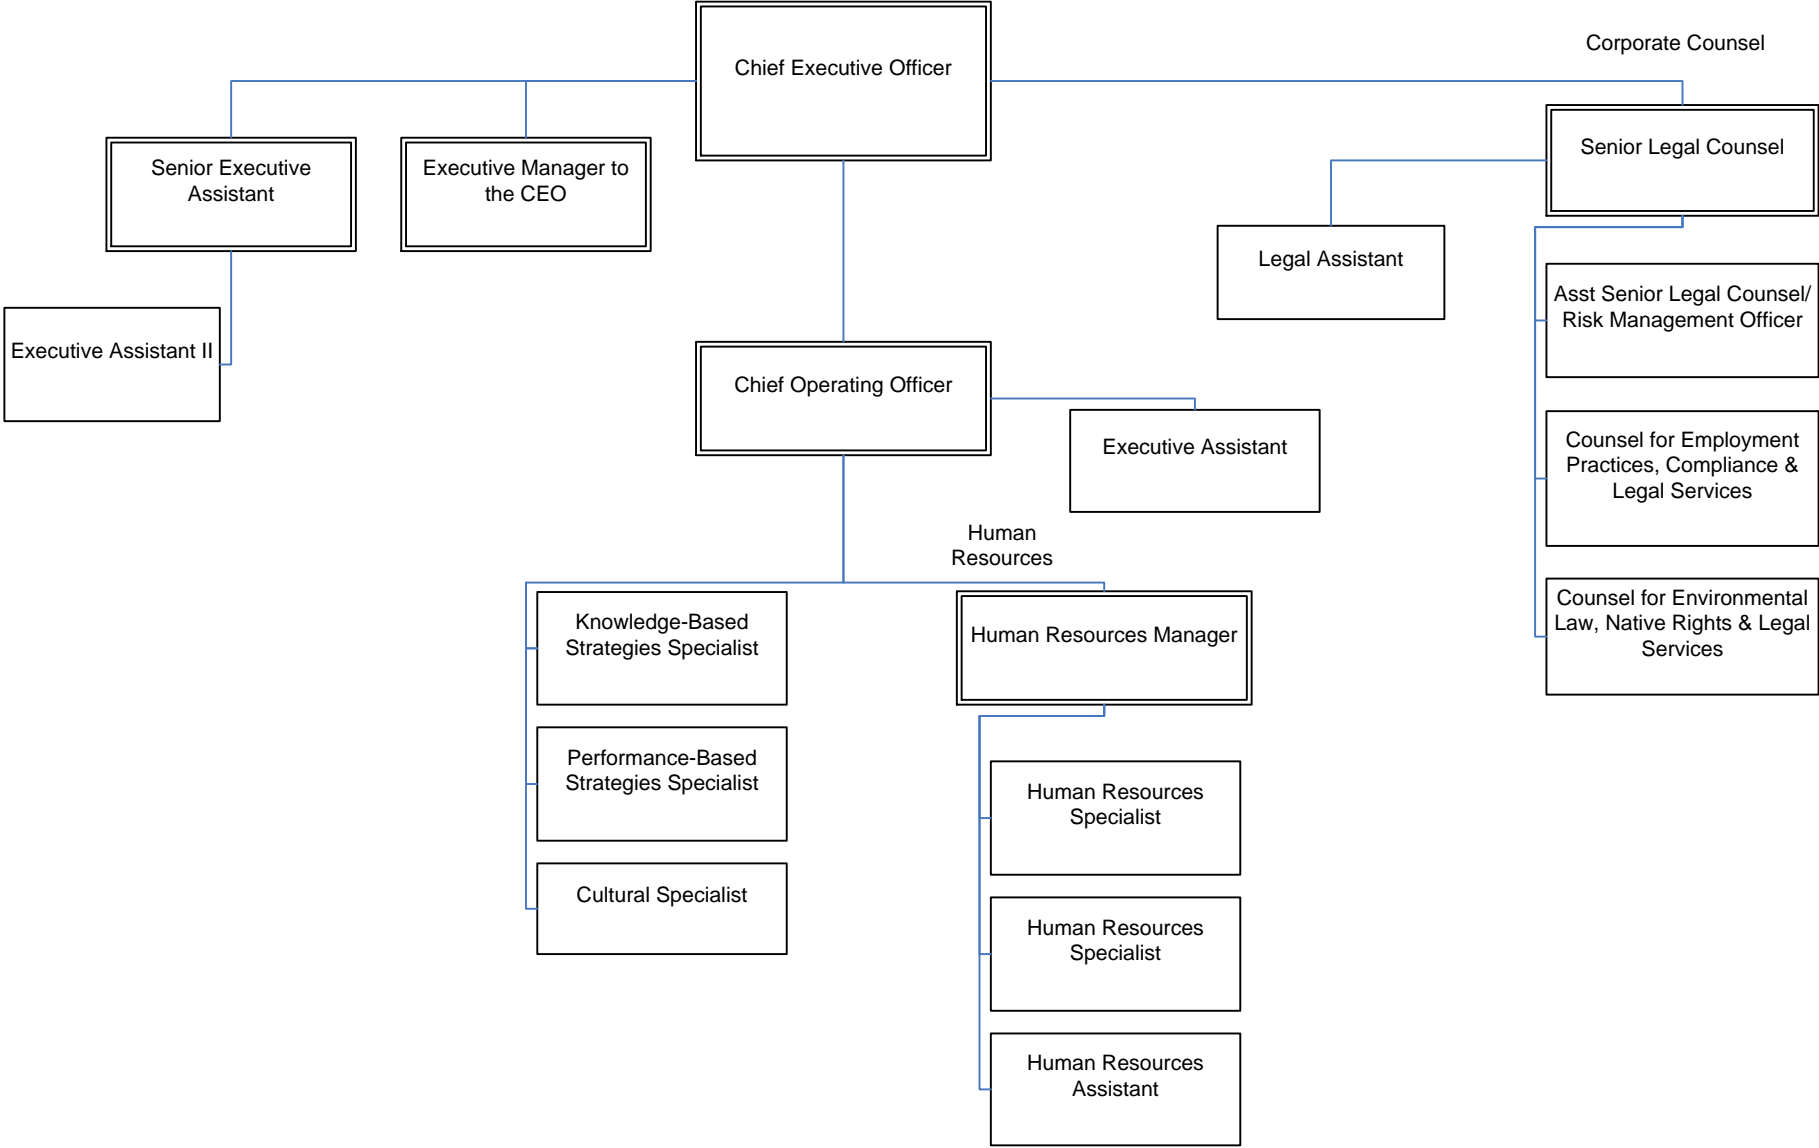 Chief Executive Officer
Corporate Counsel
Senior Executive
Assistant
Executive Manager to
the CEO
Senior Legal Counsel
Legal Assistant
Executive Assistant II
Asst Senior Legal Counsel/
Risk Management Officer
Chief Operating Officer
Executive Assistant
Counsel for Employment
Practices, Compliance &
Legal Services
Human
Resources
Counsel for Environmental
Law, Native Rights & Legal
Services
Knowledge-Based
Strategies Specialist
Human Resources Manager
Performance-Based
Strategies Specialist
Human Resources
Specialist
Cultural Specialist
Human Resources
Specialist
Human Resources
Assistant